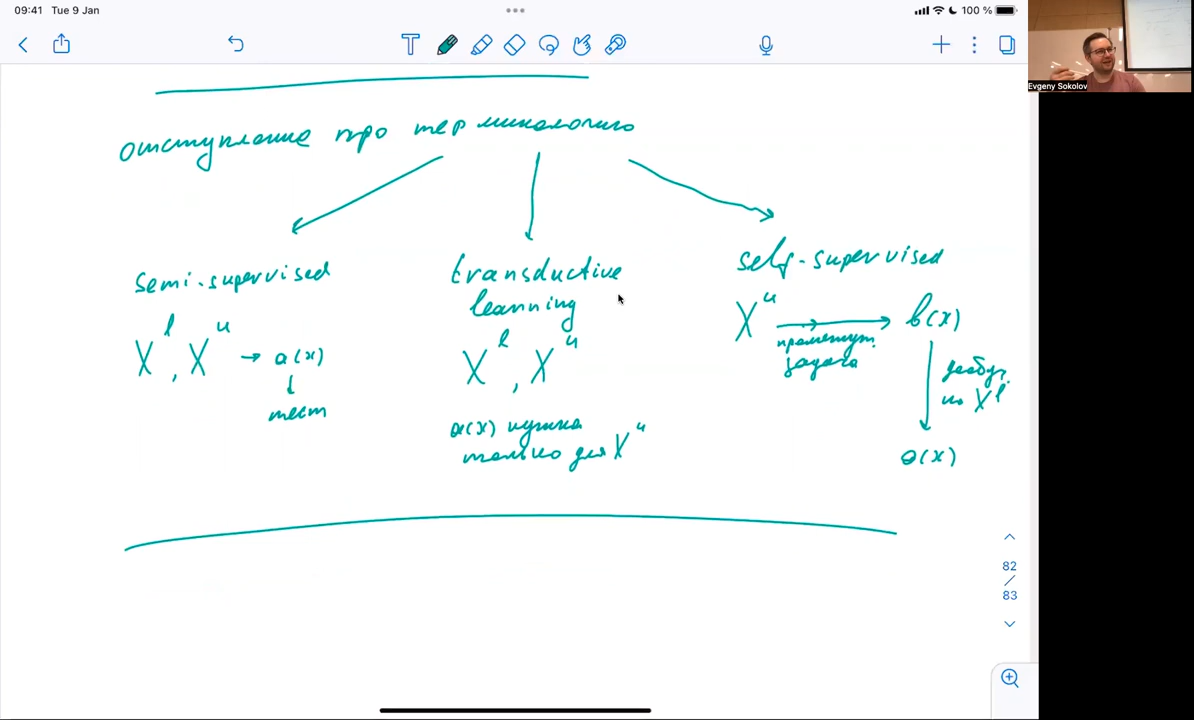 09:41 Tue 9 Jan
100 %
Evgeny Sokolov
отступление про терминологию
semi-supervised
X^l, X^u → a(x)
↓
тест
transductive
learning
X^l, X^u
a(x) нужна
только для X^u
self-supervised
X^u → b(x)
промежут.
задача
дообуч.
на X^l
a(x)
82
/
83